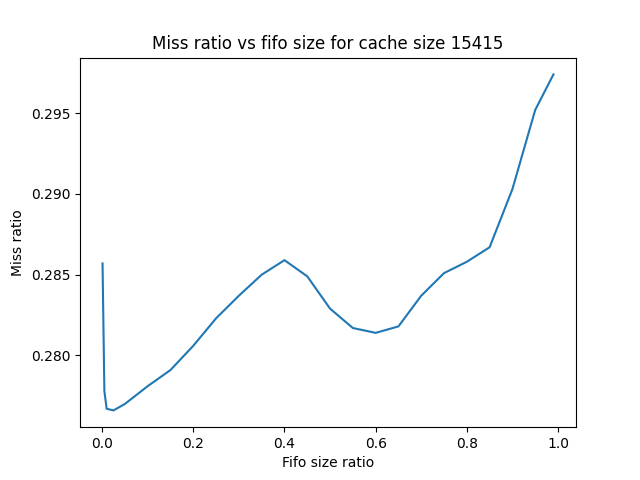 Miss ratio vs fifo size for cache size 15415
Miss ratio
0.295
0.290
0.285
0.280
0.0 0.2 0.4 0.6 0.8 1.0
Fifo size ratio